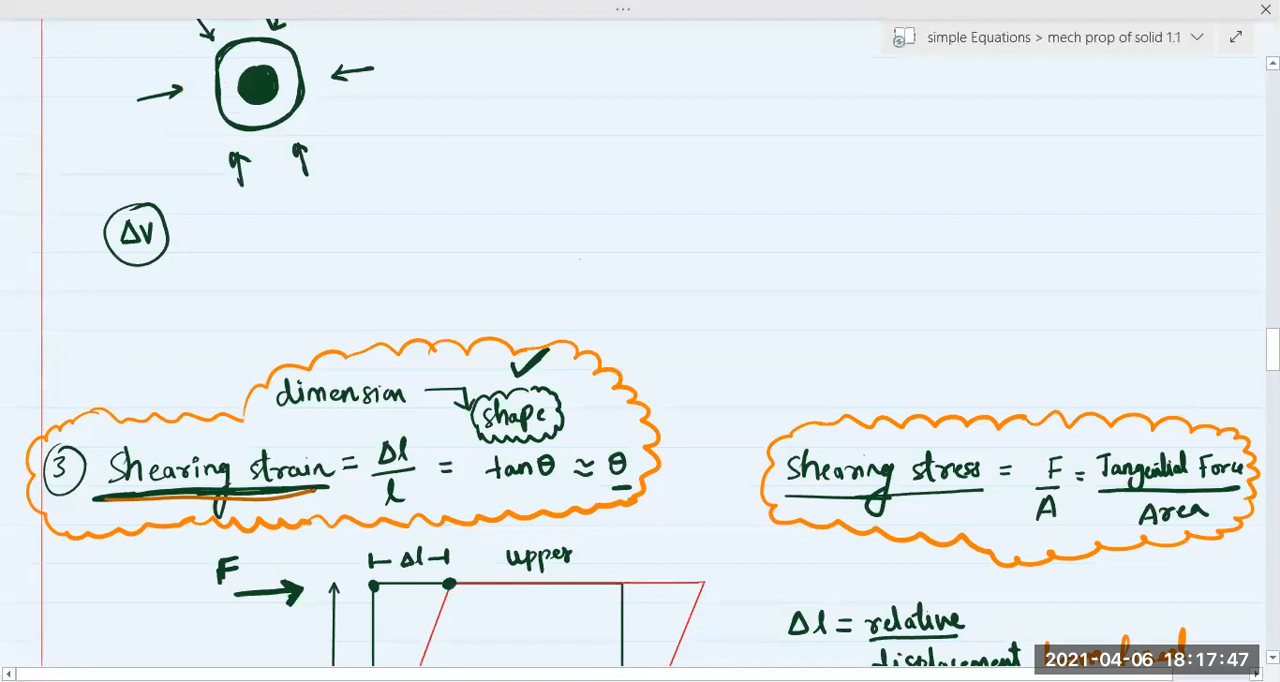 ...
simple Equations > mech prop of solid 1.1
ΔV
dimension → shape
③ Shearing strain = Δl/l = tanθ ≈ θ
Shearing stress = F/A = Tangential Force/Area
F
Δl
upper
Δl = relative
displacement
2021-04-06 18:17:47